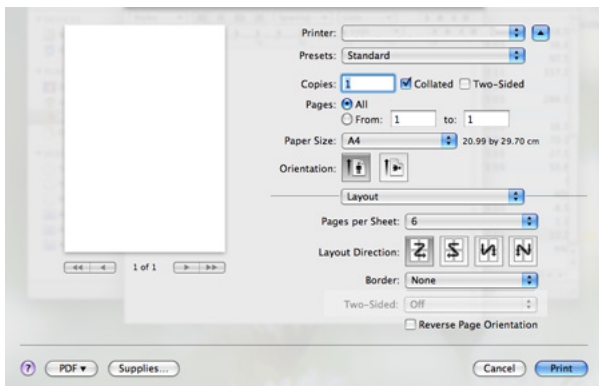 Printer:
Presets: Standard
Copies: 1 Collated Two-Sided
Pages: All
From: 1 to: 1
Paper Size: A4 20.99 by 29.70 cm
Orientation:
Layout
Pages per Sheet: 6
Layout Direction:
Border: None
Two-Sided: Off
Reverse Page Orientation
1 of 1
? PDF ▾ Supplies... Cancel Print